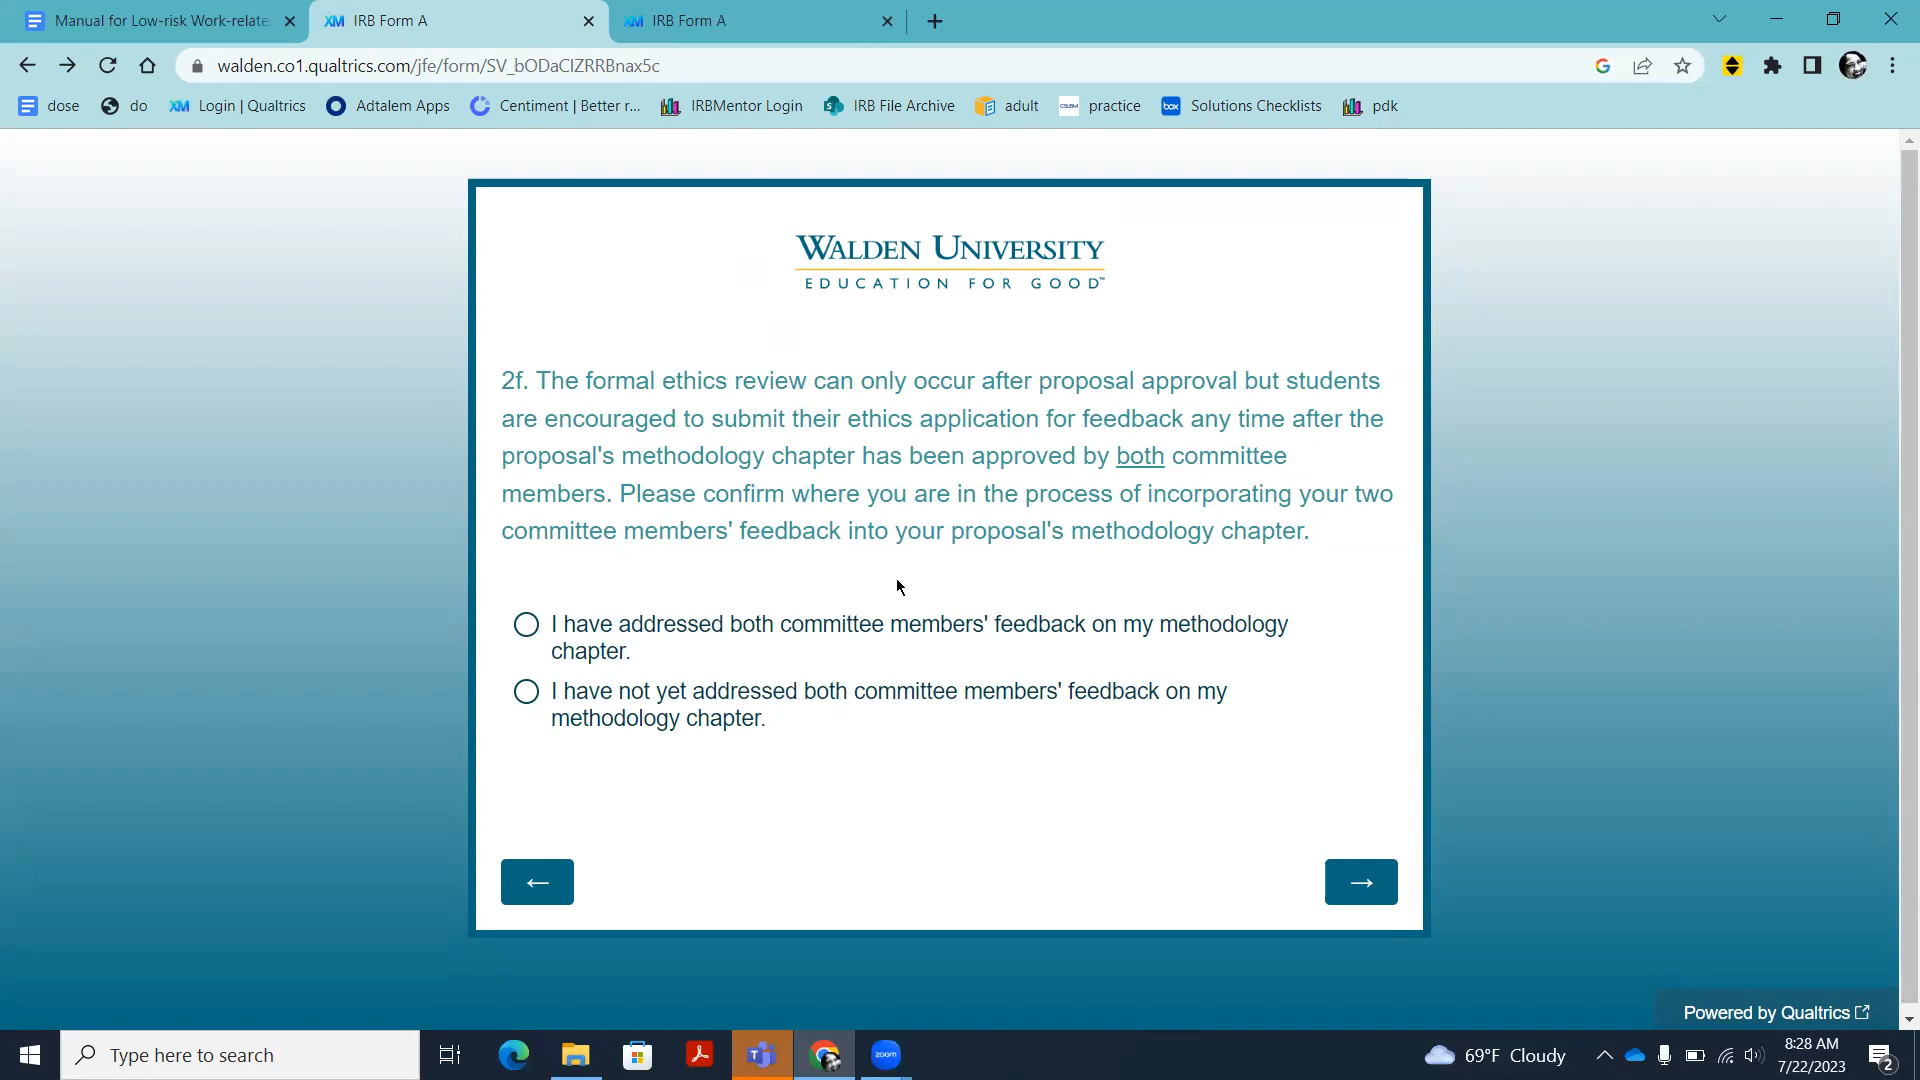 Manual for Low-risk Work-relate
IRB Form A
IRB Form A
walden.co1.qualtrics.com/jfe/form/SV_bODaCIZRRBnax5c
dose
do
Login | Qualtrics
Adtalem Apps
Centiment | Better r...
IRBMentor Login
IRB File Archive
adult
practice
Solutions Checklists
pdk
WALDEN UNIVERSITY
EDUCATION FOR GOOD™
2f. The formal ethics review can only occur after proposal approval but students
are encouraged to submit their ethics application for feedback any time after the
proposal's methodology chapter has been approved by both committee
members. Please confirm where you are in the process of incorporating your two
committee members' feedback into your proposal's methodology chapter.
I have addressed both committee members' feedback on my methodology
chapter.
I have not yet addressed both committee members' feedback on my
methodology chapter.
Powered by Qualtrics
Type here to search
zoom
69°F Cloudy
8:28 AM
7/22/2023
2